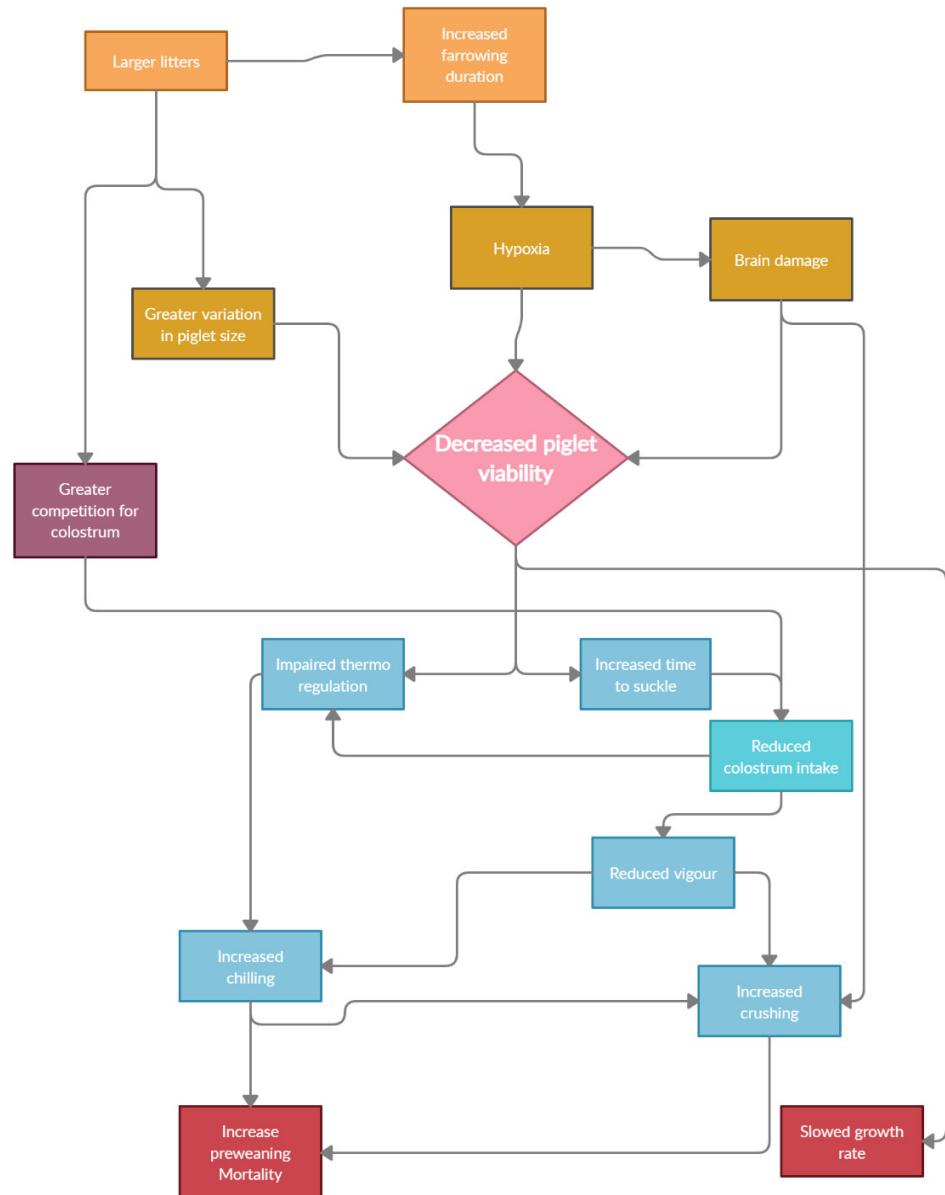 Larger litters
Increased
farrowing
duration
Hypoxia
Brain damage
Greater variation
in piglet size
Decreased piglet
viability
Greater
competition for
colostrum
Impaired thermo
regulation
Increased time
to suckle
Reduced
colostrum intake
Reduced vigour
Increased
chilling
Increased
crushing
Increase
preweaning
Mortality
Slowed growth
rate